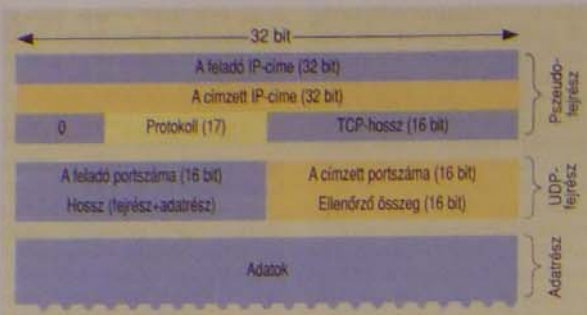 32 bit
A feladó IP-címe (32 bit)
A címzett IP-címe (32 bit)
0 Protokoll (17) TCP-hossz (16 bit)
Pszeudo-
fejrész
A feladó portszáma (16 bit) A címzett portszáma (16 bit)
Hossz (fejrész+adatrész) Ellenőrző összeg (16 bit)
UDP-
fejrész
Adatok
Adatrész